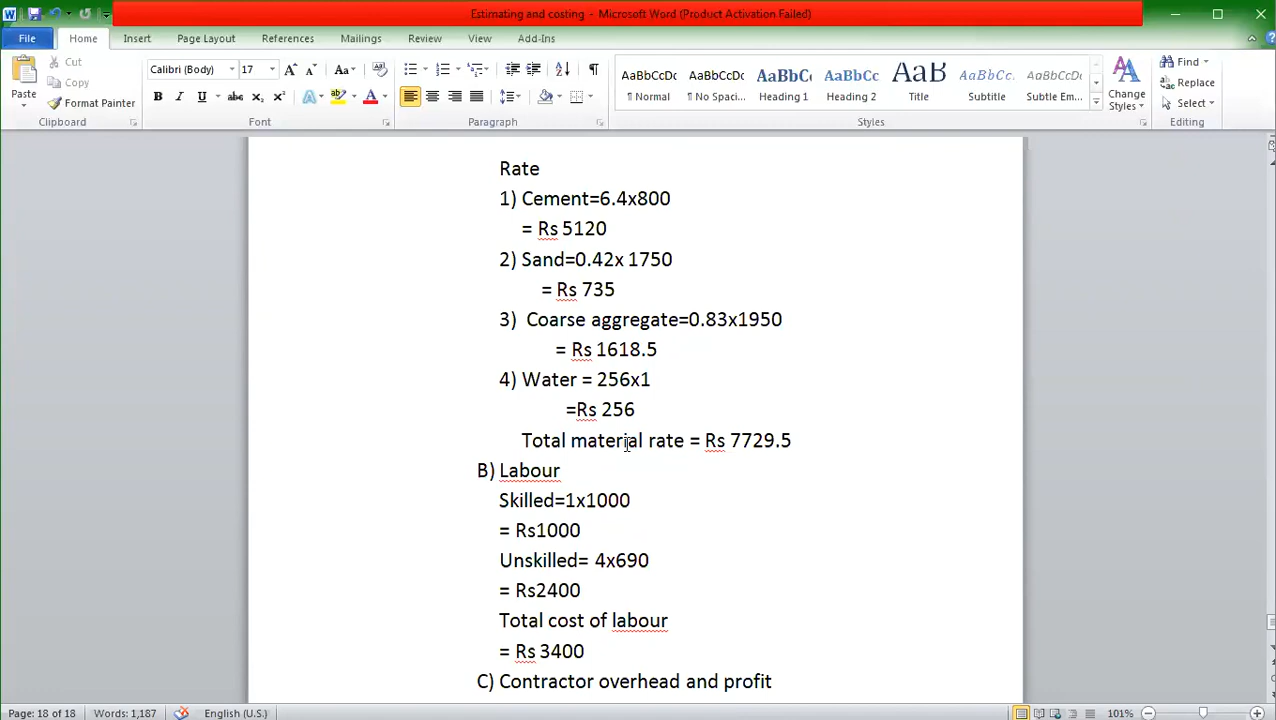 Estimating and costing - Microsoft Word (Product Activation Failed)
File Home Insert Page Layout References Mailings Review View Add-Ins
Paste
Cut
Copy
Format Painter
Clipboard
Calibri (Body) 17
Font
Paragraph
AaBbCcDc AaBbCcDc AaBbC AaBbCc AaB AaBbCc. AaBbCcDc
¶ Normal ¶ No Spaci... Heading 1 Heading 2 Title Subtitle Subtle Em...
Change Styles
Styles
Find
Replace
Select
Editing
Rate
1) Cement=6.4x800
= Rs 5120
2) Sand=0.42x 1750
= Rs 735
3) Coarse aggregate=0.83x1950
= Rs 1618.5
4) Water = 256x1
=Rs 256
Total material rate = Rs 7729.5
B) Labour
Skilled=1x1000
= Rs1000
Unskilled= 4x690
= Rs2400
Total cost of labour
= Rs 3400
C) Contractor overhead and profit
Page: 18 of 18 Words: 1,187 English (U.S.) 101%